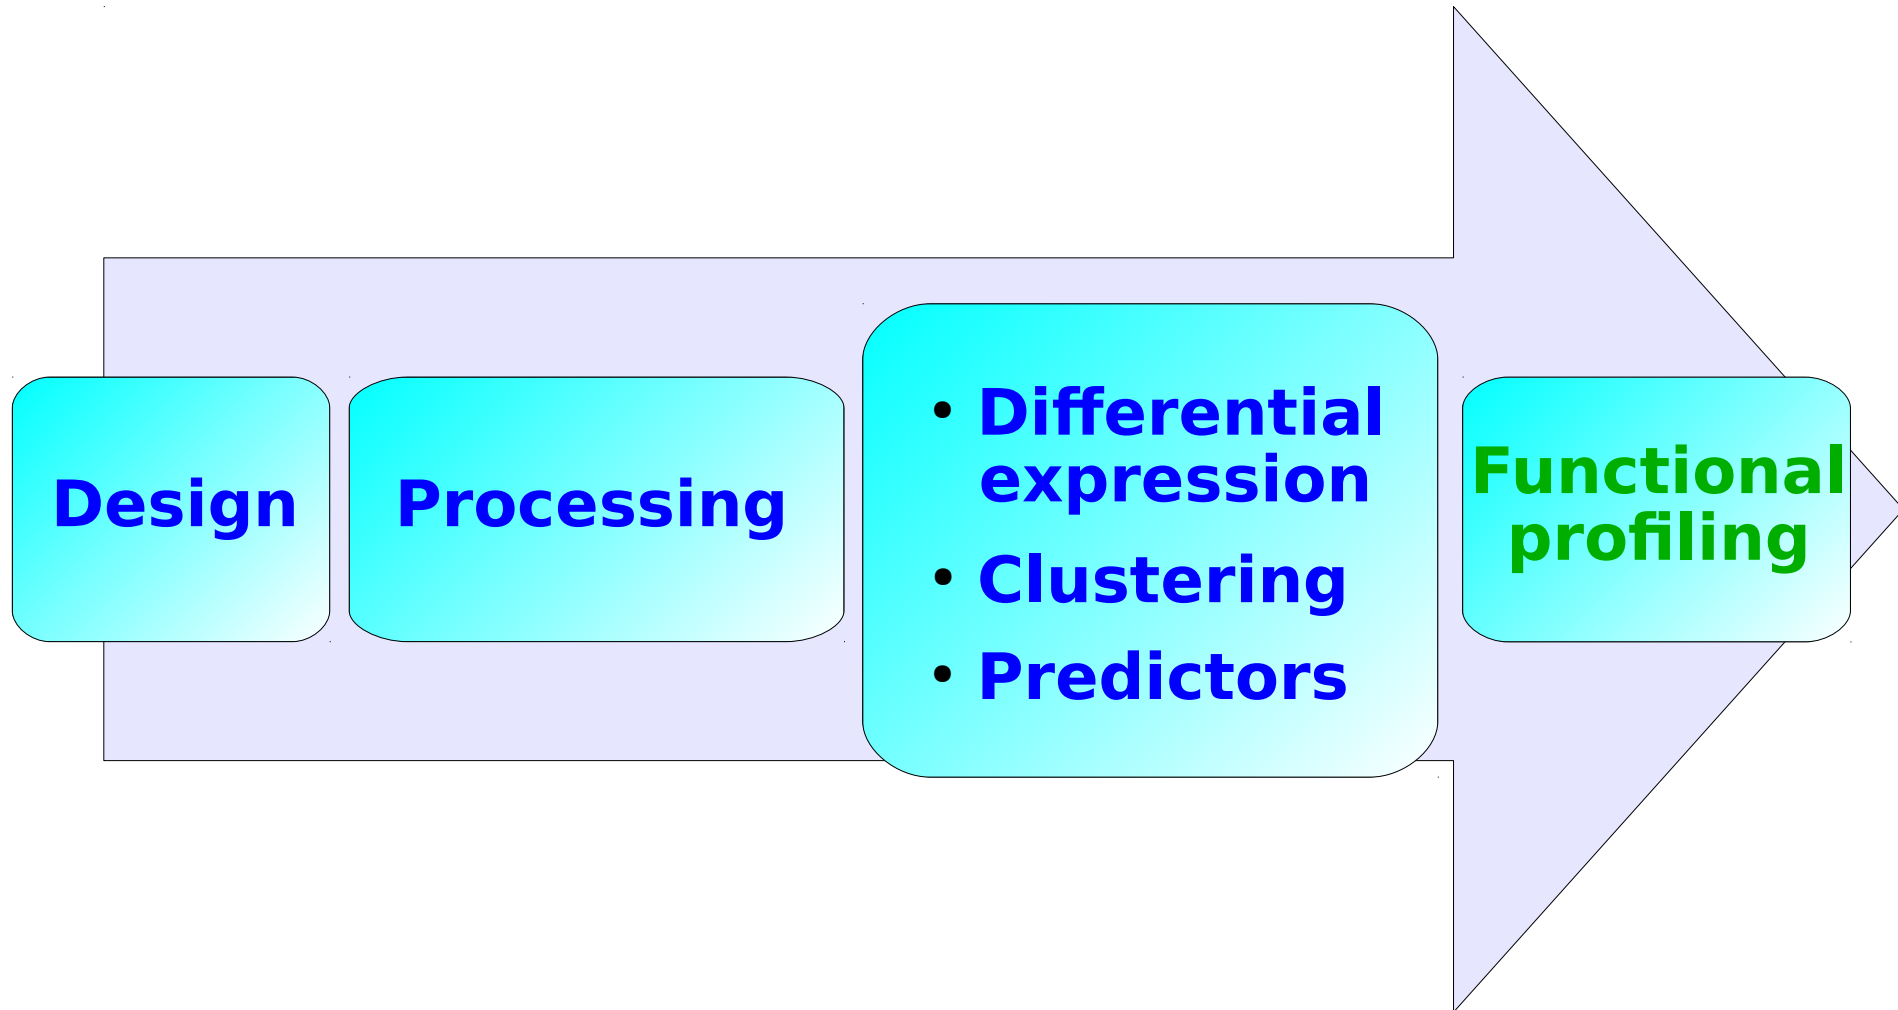 Design
Processing
• Differential
expression
• Clustering
• Predictors
Functional
profiling